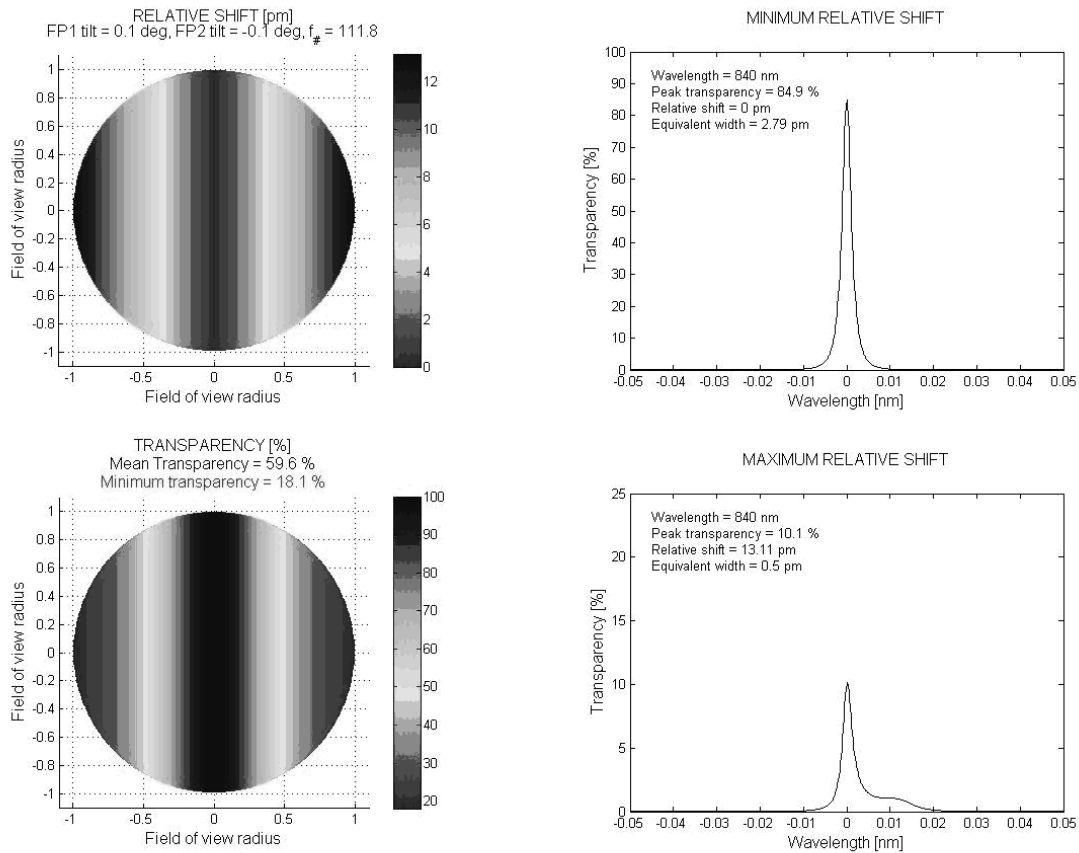 RELATIVE SHIFT [pm]
FP1 tilt = 0.1 deg, FP2 tilt = -0.1 deg, f# = 111.8
1
0.8
0.6
0.4
0.2
0
-0.2
-0.4
-0.6
-0.8
-1
Field of view radius
-1 -0.5 0 0.5 1
Field of view radius
12
10
8
6
4
2
0
MINIMUM RELATIVE SHIFT
100
90
80
70
60
50
40
30
20
10
0
Transparency [%]
Wavelength = 840 nm
Peak transparency = 84.9 %
Relative shift = 0 pm
Equivalent width = 2.79 pm
-0.05 -0.04 -0.03 -0.02 -0.01 0 0.01 0.02 0.03 0.04 0.05
Wavelength [nm]
TRANSPARENCY [%]
Mean Transparency = 59.6 %
Minimum transparency = 18.1 %
1
0.8
0.6
0.4
0.2
0
-0.2
-0.4
-0.6
-0.8
-1
Field of view radius
-1 -0.5 0 0.5 1
Field of view radius
100
90
80
70
60
50
40
30
20
MAXIMUM RELATIVE SHIFT
25
20
15
10
5
0
Transparency [%]
Wavelength = 840 nm
Peak transparency = 10.1 %
Relative shift = 13.11 pm
Equivalent width = 0.5 pm
-0.05 -0.04 -0.03 -0.02 -0.01 0 0.01 0.02 0.03 0.04 0.05
Wavelength [nm]